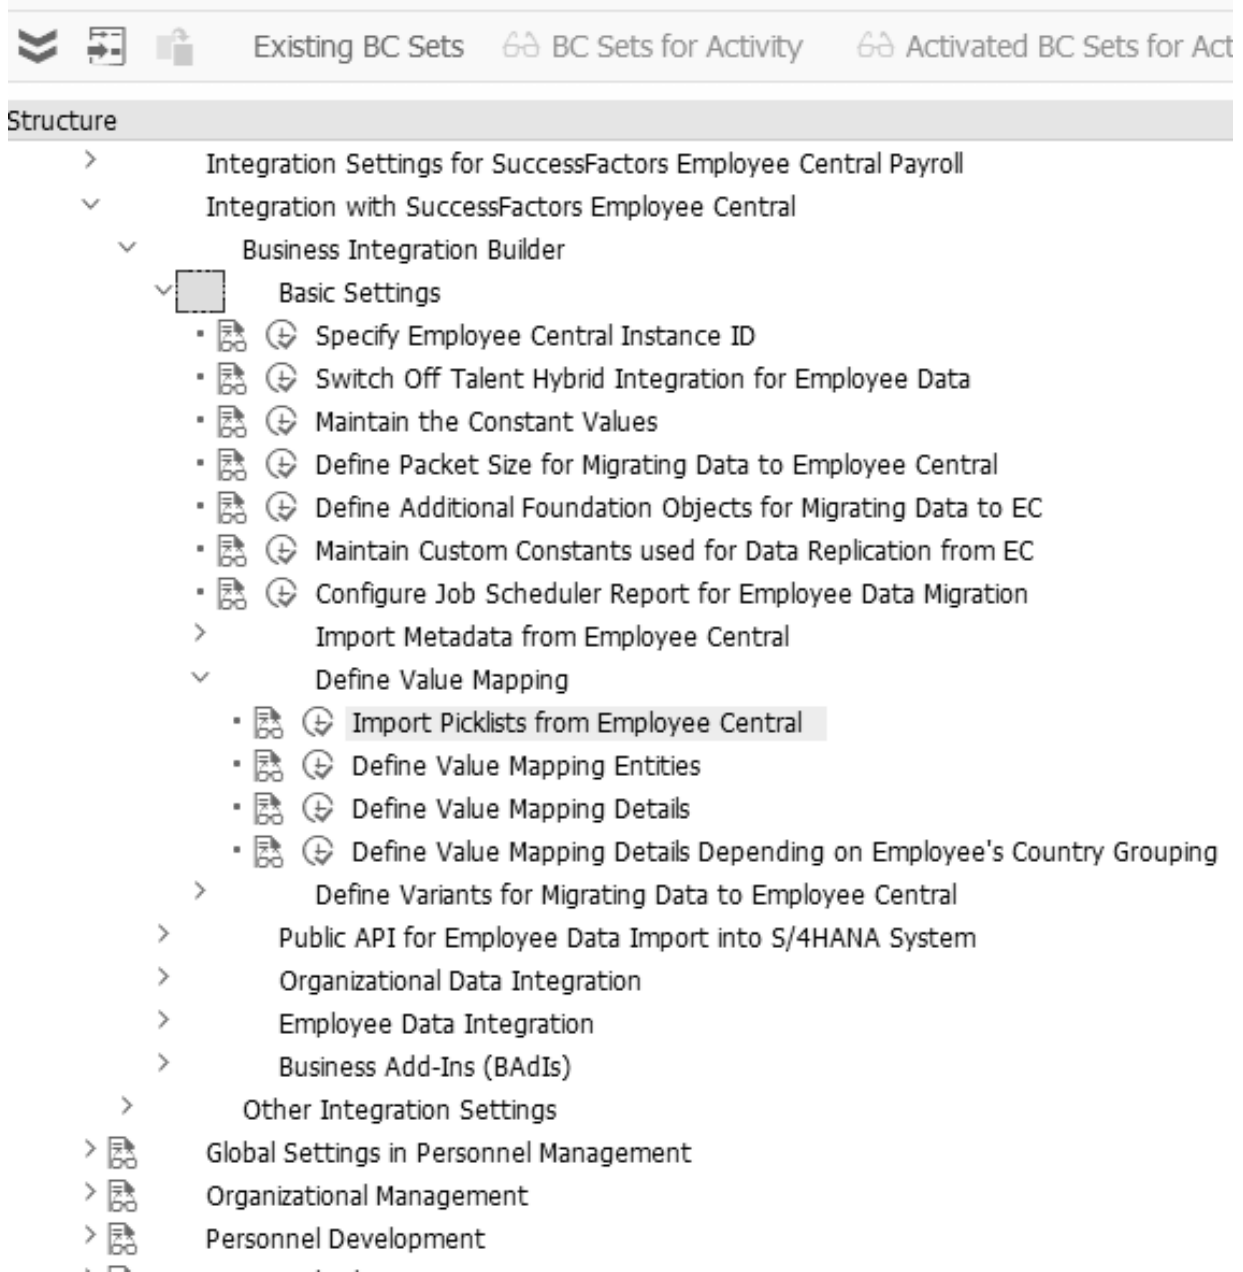 Existing BC Sets BC Sets for Activity Activated BC Sets for Act
Structure
Integration Settings for SuccessFactors Employee Central Payroll
Integration with SuccessFactors Employee Central
Business Integration Builder
Basic Settings
Specify Employee Central Instance ID
Switch Off Talent Hybrid Integration for Employee Data
Maintain the Constant Values
Define Packet Size for Migrating Data to Employee Central
Define Additional Foundation Objects for Migrating Data to EC
Maintain Custom Constants used for Data Replication from EC
Configure Job Scheduler Report for Employee Data Migration
Import Metadata from Employee Central
Define Value Mapping
Import Picklists from Employee Central
Define Value Mapping Entities
Define Value Mapping Details
Define Value Mapping Details Depending on Employee's Country Grouping
Define Variants for Migrating Data to Employee Central
Public API for Employee Data Import into S/4HANA System
Organizational Data Integration
Employee Data Integration
Business Add-Ins (BAdIs)
Other Integration Settings
Global Settings in Personnel Management
Organizational Management
Personnel Development